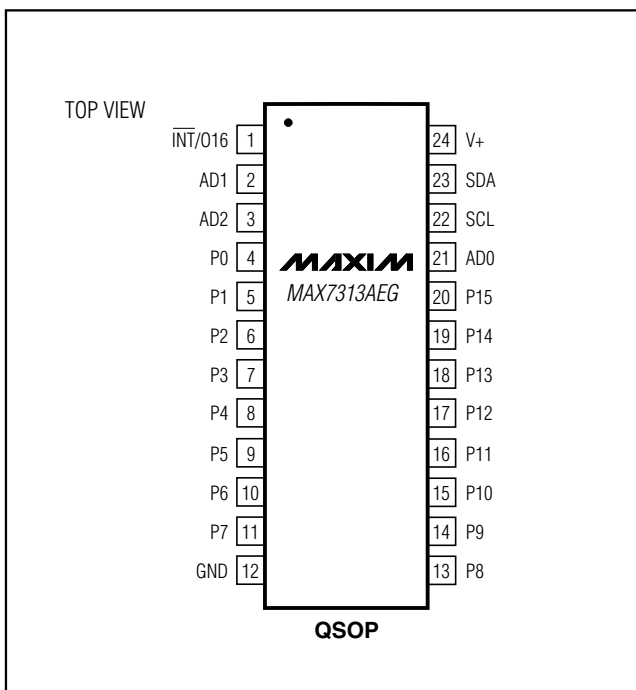 TOP VIEW
INT/O16 1
AD1 2
AD2 3
P0 4
P1 5
P2 6
P3 7
P4 8
P5 9
P6 10
P7 11
GND 12
MAXIM
MAX7313AEG
24 V+
23 SDA
22 SCL
21 AD0
20 P15
19 P14
18 P13
17 P12
16 P11
15 P10
14 P9
13 P8
QSOP